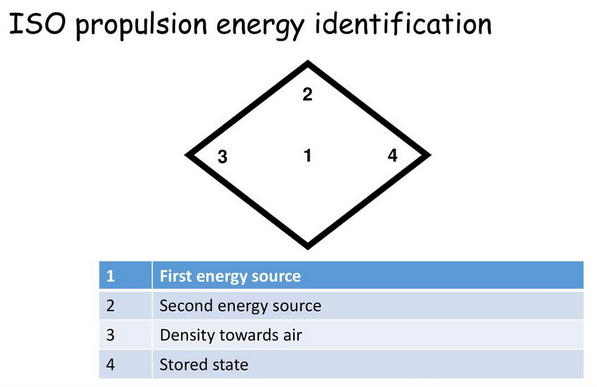 ISO propulsion energy identification
2
3 1 4
1 First energy source
2 Second energy source
3 Density towards air
4 Stored state